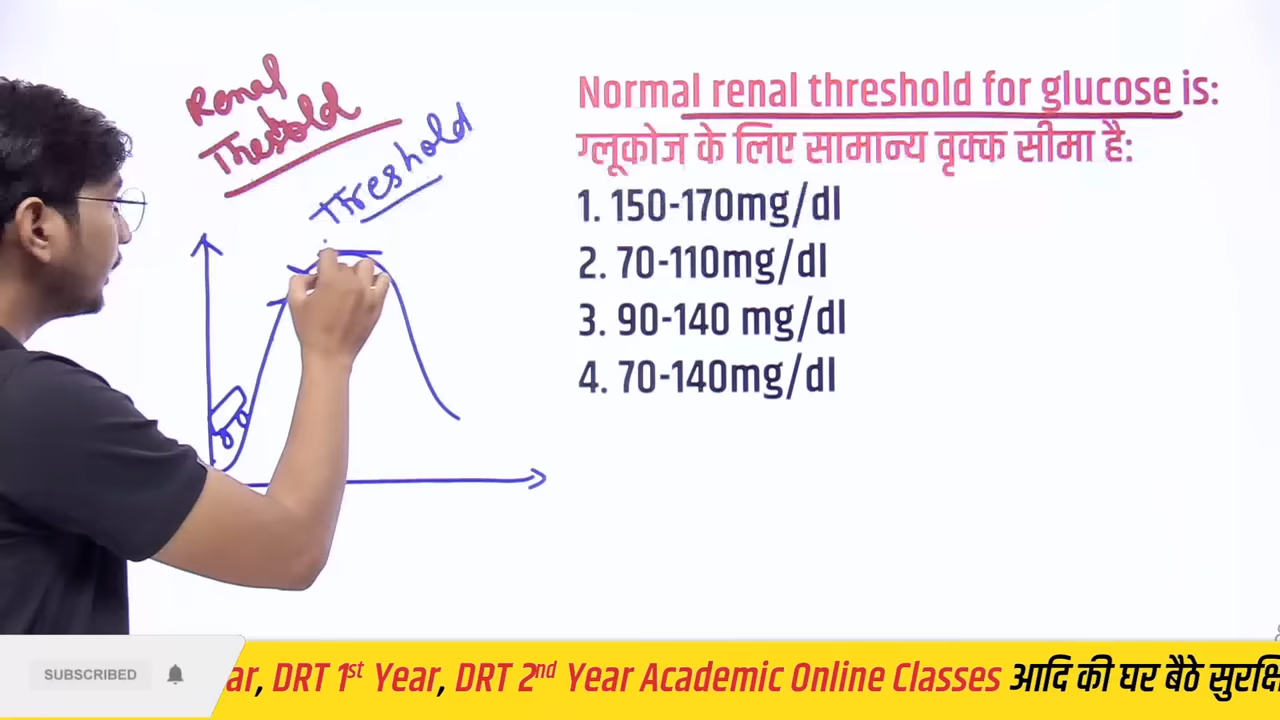 Renal
Thestold
Threshold
Normal renal threshold for glucose is:
ग्लूकोज के लिए सामान्य वृक्क सीमा है:
1. 150-170mg/dl
2. 70-110mg/dl
3. 90-140 mg/dl
4. 70-140mg/dl
SUBSCRIBED
ar, DRT 1st Year, DRT 2nd Year Academic Online Classes आदि की घर बैठे